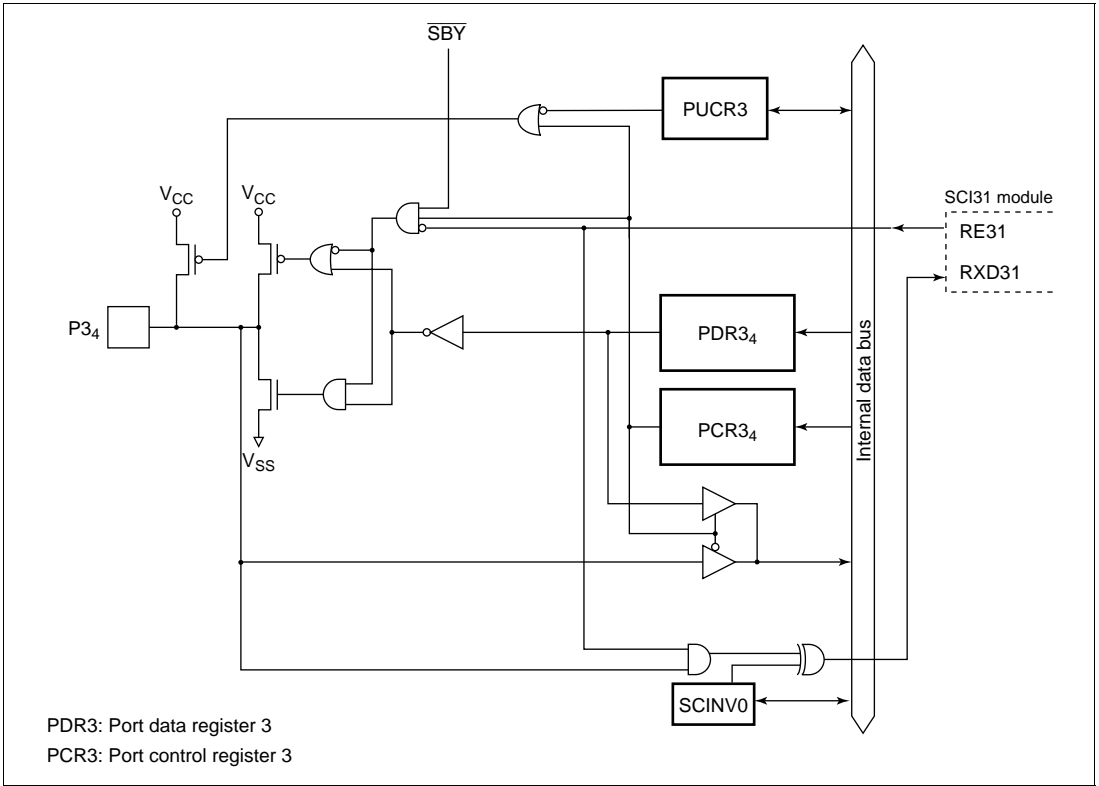 SBY
PUCR3
VCC
VCC
SCI31 module
RE31
RXD31
P34
PDR34
PCR34
Internal data bus
VSS
SCINV0
PDR3: Port data register 3
PCR3: Port control register 3